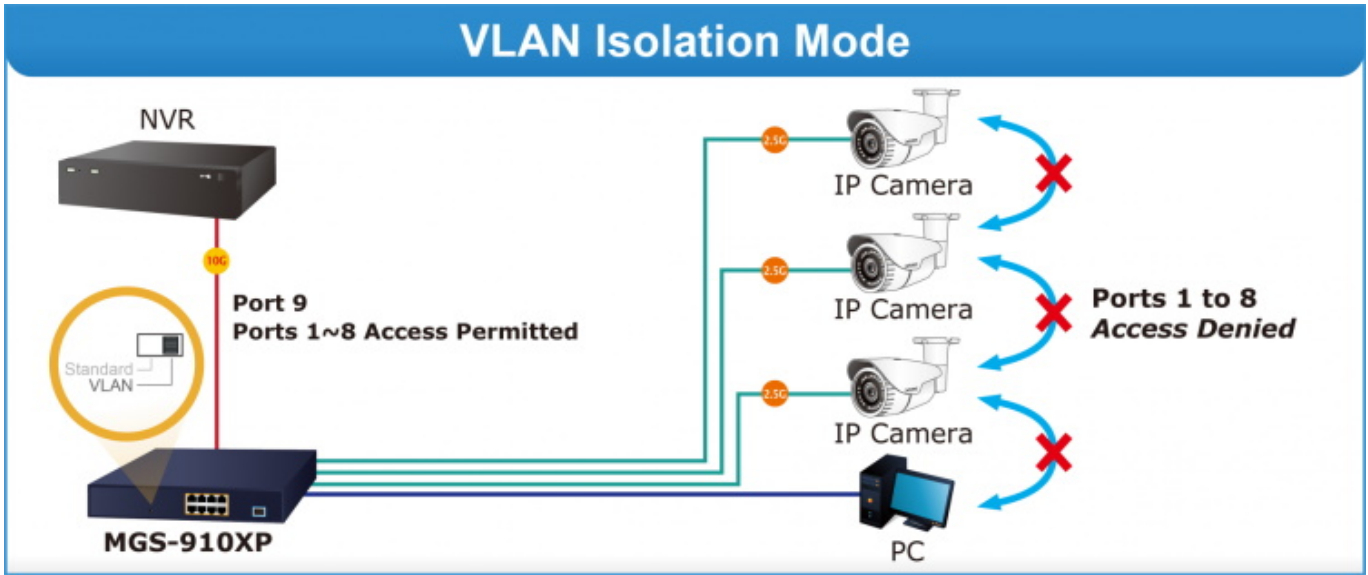 VLAN Isolation Mode
NVR
10G
Port 9
Ports 1~8 Access Permitted
Standard
VLAN
MGS-910XP
2.5G
IP Camera
2.5G
IP Camera
2.5G
IP Camera
PC
Ports 1 to 8
Access Denied